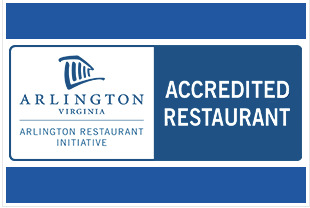 ARLINGTON
VIRGINIA
ARLINGTON RESTAURANT
INITIATIVE
ACCREDITED
RESTAURANT